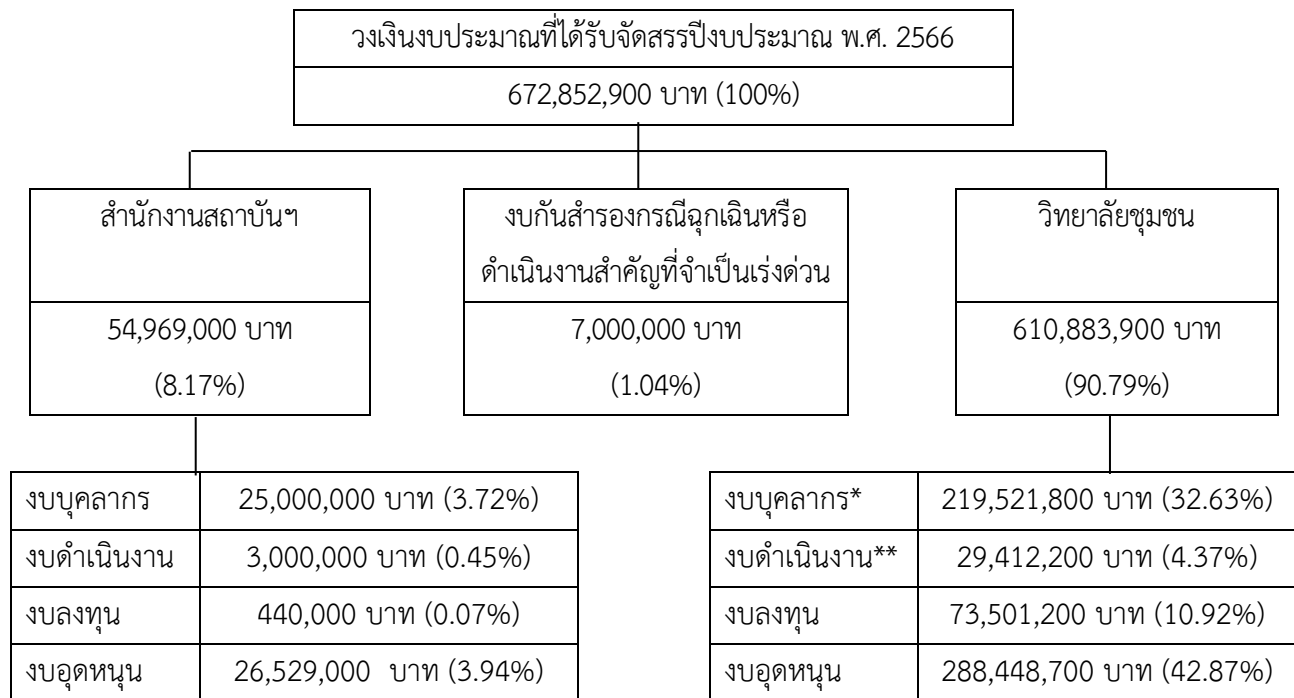 วงเงินงบประมาณที่ได้รับจัดสรรปีงบประมาณ พ.ศ. 2566
672,852,900 บาท (100%)
สำนักงานสถาบันฯ
54,969,000 บาท
(8.17%)
งบกันสำรองกรณีฉุกเฉินหรือ
ดำเนินงานสำคัญที่จำเป็นเร่งด่วน
7,000,000 บาท
(1.04%)
วิทยาลัยชุมชน
610,883,900 บาท
(90.79%)
งบบุคลากร 25,000,000 บาท (3.72%)
งบดำเนินงาน 3,000,000 บาท (0.45%)
งบลงทุน 440,000 บาท (0.07%)
งบอุดหนุน 26,529,000 บาท (3.94%)
งบบุคลากร* 219,521,800 บาท (32.63%)
งบดำเนินงาน** 29,412,200 บาท (4.37%)
งบลงทุน 73,501,200 บาท (10.92%)
งบอุดหนุน 288,448,700 บาท (42.87%)